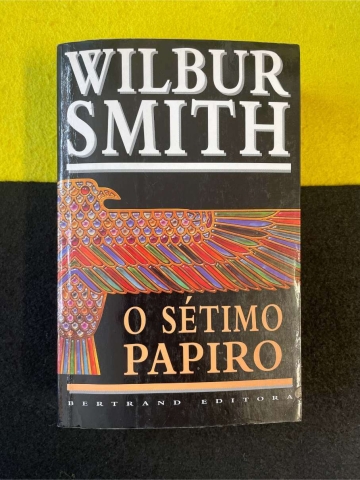 WILBUR
SMITH
O SÉTIMO
PAPIRO
BERTRAND EDITORA